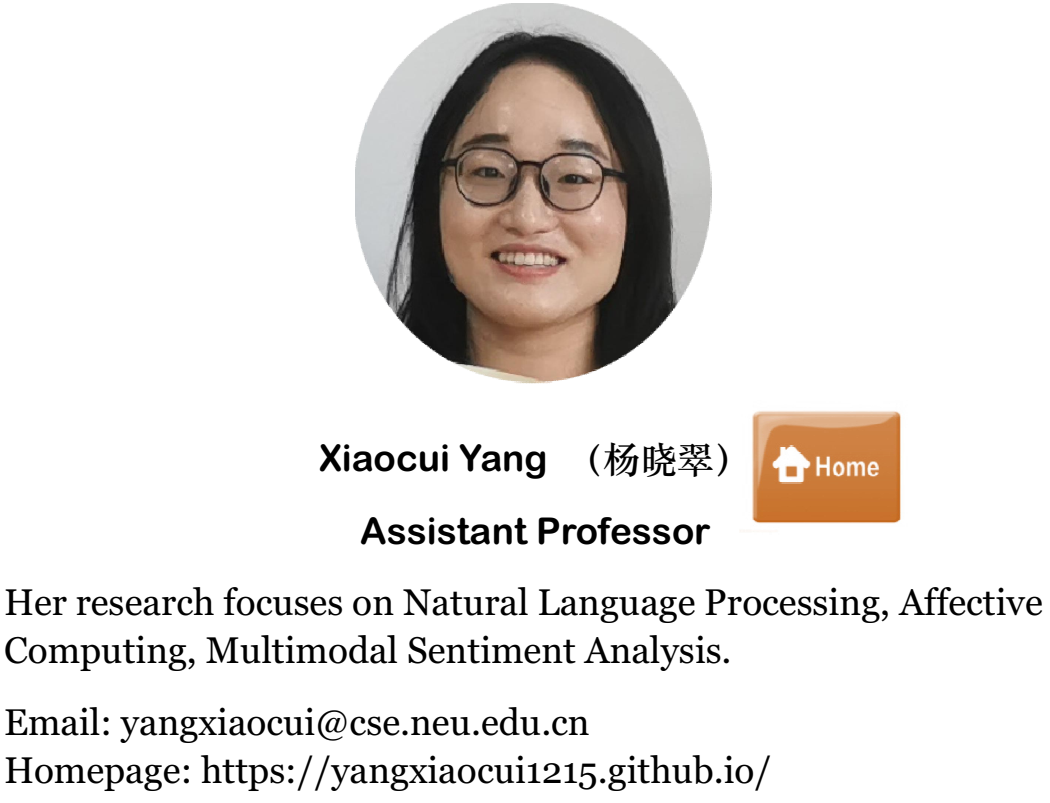 Xiaocui Yang （杨晓翠）
Home
Assistant Professor
Her research focuses on Natural Language Processing, Affective
Computing, Multimodal Sentiment Analysis.
Email: yangxiaocui@cse.neu.edu.cn
Homepage: https://yangxiaocui1215.github.io/